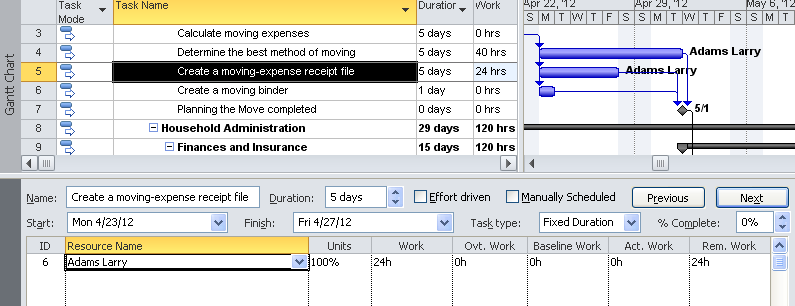 Task Mode Task Name Duration Work Apr 22, '12 Apr 29, '12 May 6, '12
S M T W T F S S M T W T F S S M
3 Calculate moving expenses 5 days 0 hrs
4 Determine the best method of moving 5 days 40 hrs Adams Larry
5 Create a moving-expense receipt file 5 days 24 hrs Adams Larry
6 Create a moving binder 1 day 0 hrs
7 Planning the Move completed 0 days 0 hrs 5/1
8 Household Administration 29 days 120 hrs
9 Finances and Insurance 15 days 120 hrs
Gantt Chart
Name: Create a moving-expense receipt file Duration: 5 days Effort driven Manually Scheduled Previous Next
Start: Mon 4/23/12 Finish: Fri 4/27/12 Task type: Fixed Duration % Complete: 0%
ID Resource Name Units Work Ovt. Work Baseline Work Act. Work Rem. Work
6 Adams Larry 100% 24h 0h 0h 0h 24h